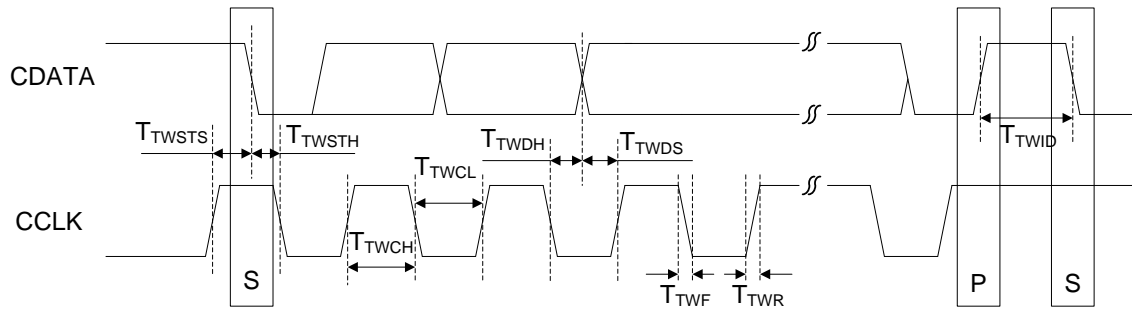 CDATA
TTWSTS
TTWSTH
TTWDH
TTWDS
TTWID
TTWCL
CCLK
TTWCH
S
TTWF
TTWR
P
S